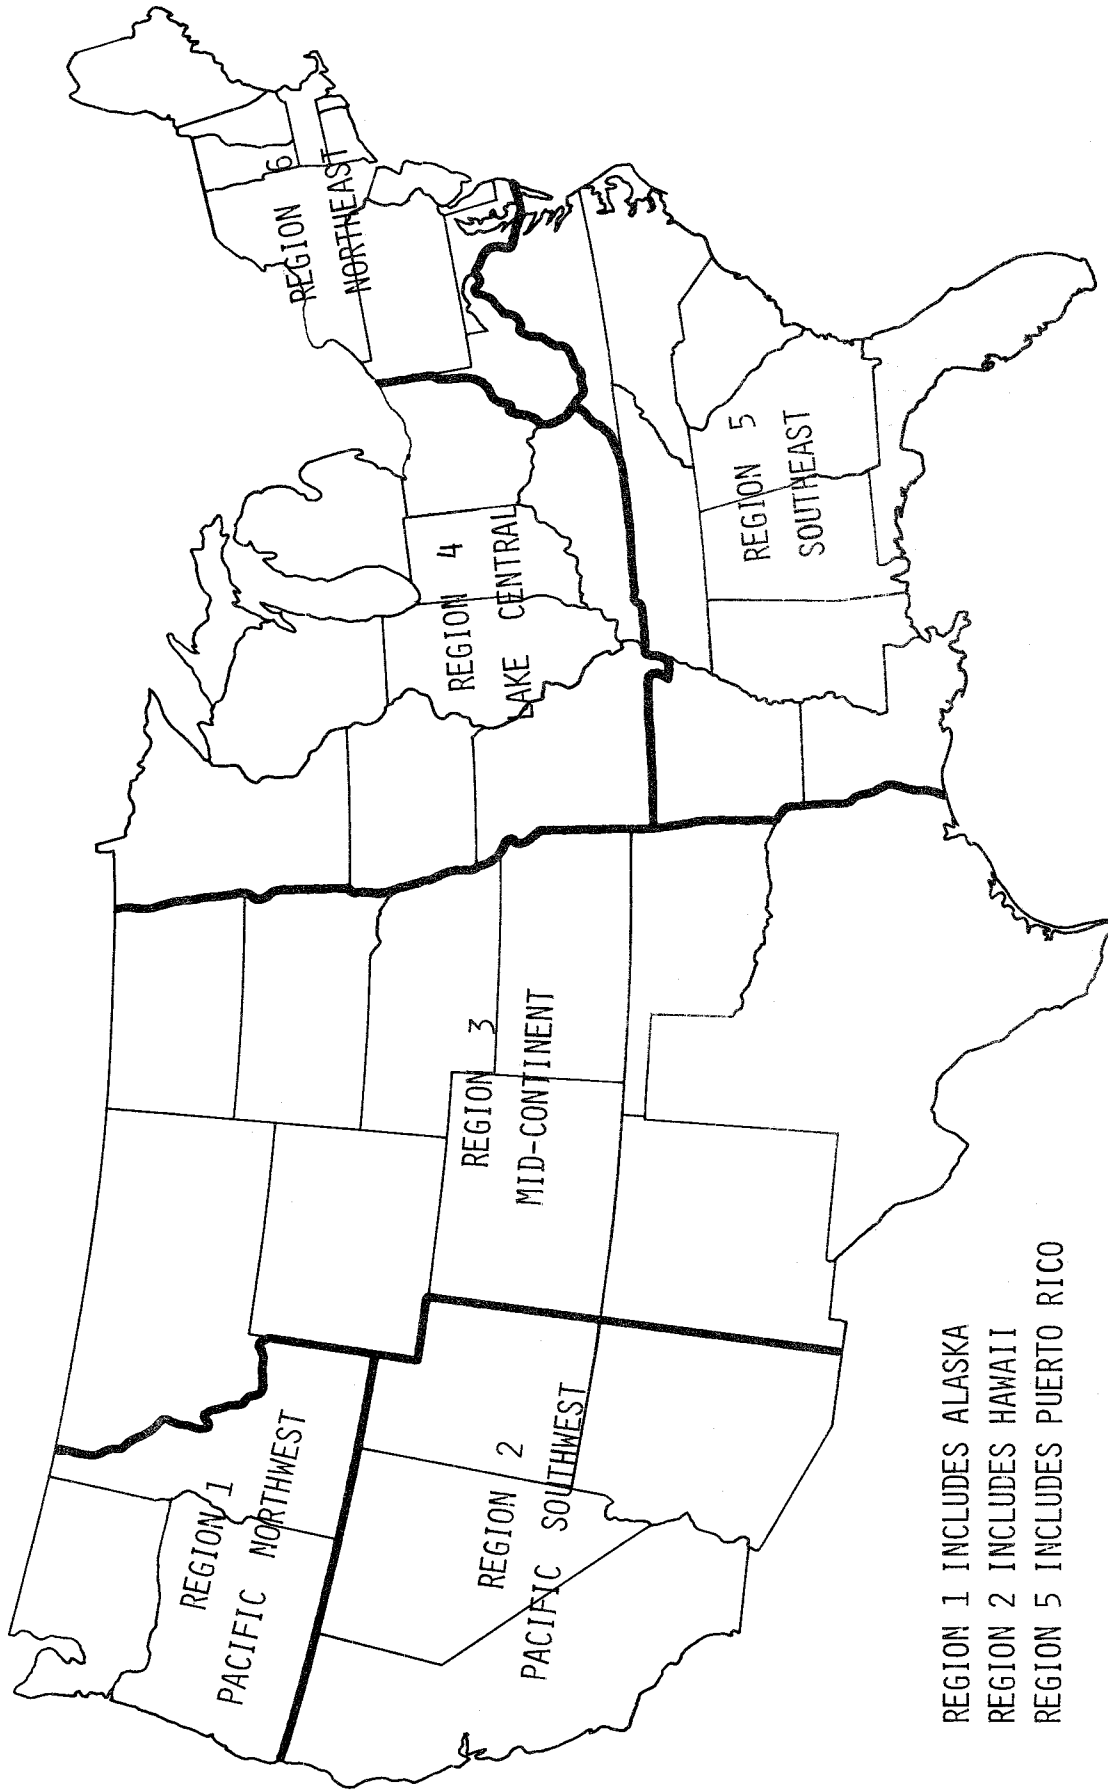 REGION 1
PACIFIC NORTHWEST
REGION 2
PACIFIC SOUTHWEST
REGION 3
MID-CONTINENT
REGION 4
LAKE CENTRAL
REGION 5
SOUTHEAST
REGION 6
NORTHEAST
REGION 1 INCLUDES ALASKA
REGION 2 INCLUDES HAWAII
REGION 5 INCLUDES PUERTO RICO